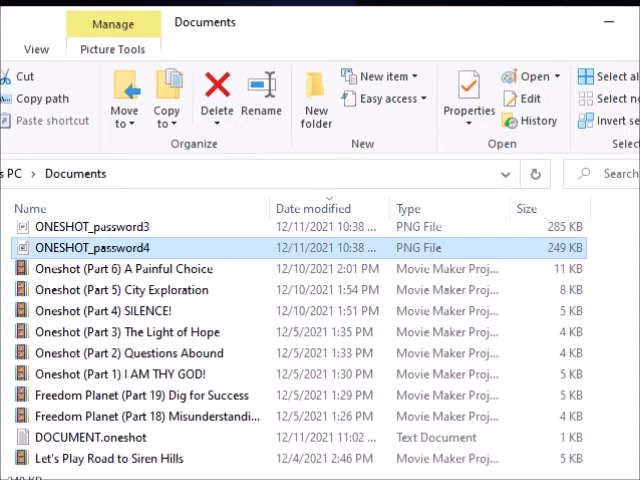 Manage
Documents
View
Picture Tools
Cut
Copy path
Paste shortcut
Move to
Copy to
Delete
Rename
Organize
New folder
New item
Easy access
New
Properties
Open
Edit
History
Open
Select al
Select n
Invert se
Selec
s PC > Documents
Search
Name Date modified Type Size
ONESHOT_password3 12/11/2021 10:38 ... PNG File 285 KB
ONESHOT_password4 12/11/2021 10:38 ... PNG File 249 KB
Oneshot (Part 6) A Painful Choice 12/10/2021 2:01 PM Movie Maker Proj... 11 KB
Oneshot (Part 5) City Exploration 12/10/2021 1:54 PM Movie Maker Proj... 8 KB
Oneshot (Part 4) SILENCE! 12/10/2021 1:51 PM Movie Maker Proj... 5 KB
Oneshot (Part 3) The Light of Hope 12/5/2021 1:35 PM Movie Maker Proj... 4 KB
Oneshot (Part 2) Questions Abound 12/5/2021 1:33 PM Movie Maker Proj... 4 KB
Oneshot (Part 1) I AM THY GOD! 12/5/2021 1:30 PM Movie Maker Proj... 5 KB
Freedom Planet (Part 19) Dig for Success 12/5/2021 1:29 PM Movie Maker Proj... 5 KB
Freedom Planet (Part 18) Misunderstandi... 12/5/2021 1:26 PM Movie Maker Proj... 4 KB
DOCUMENT.oneshot 12/11/2021 11:02 ... Text Document 1 KB
Let's Play Road to Siren Hills 12/4/2021 2:46 PM Movie Maker Proj... 5 KB